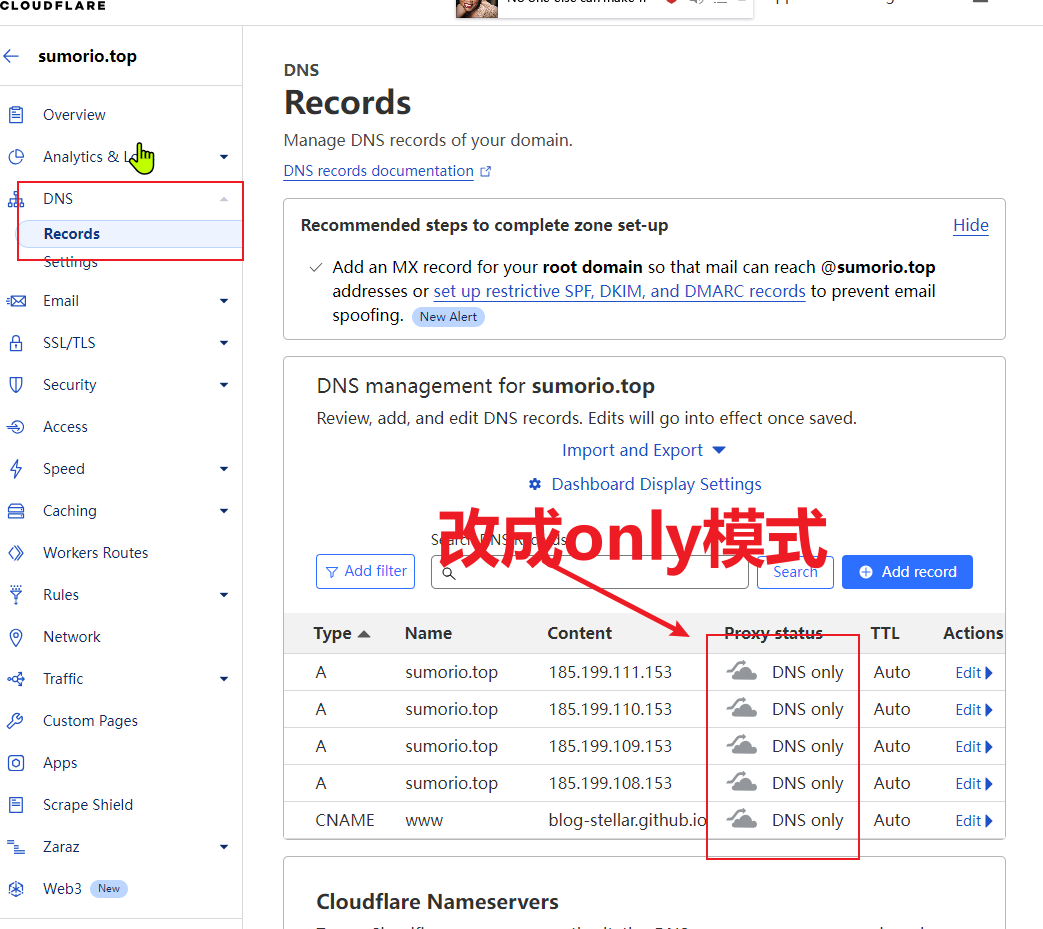 CLOUDFLARE
sumorio.top
Overview
Analytics &
DNS
Records
Settings
Email
SSL/TLS
Security
Access
Speed
Caching
Workers Routes
Rules
Network
Traffic
Custom Pages
Apps
Scrape Shield
Zaraz
Web3 New
DNS
Records
Manage DNS records of your domain.
DNS records documentation
Recommended steps to complete zone set-up Hide
Add an MX record for your root domain so that mail can reach @sumorio.top
addresses or set up restrictive SPF, DKIM, and DMARC records to prevent email
spoofing. New Alert
DNS management for sumorio.top
Review, add, and edit DNS records. Edits will go into effect once saved.
Import and Export
Dashboard Display Settings
改成only模式
Search DNS Records
Add filter Search Add record
Type Name Content Proxy status TTL Actions
A sumorio.top 185.199.111.153 DNS only Auto Edit
A sumorio.top 185.199.110.153 DNS only Auto Edit
A sumorio.top 185.199.109.153 DNS only Auto Edit
A sumorio.top 185.199.108.153 DNS only Auto Edit
CNAME www blog-stellar.github.io DNS only Auto Edit
Cloudflare Nameservers